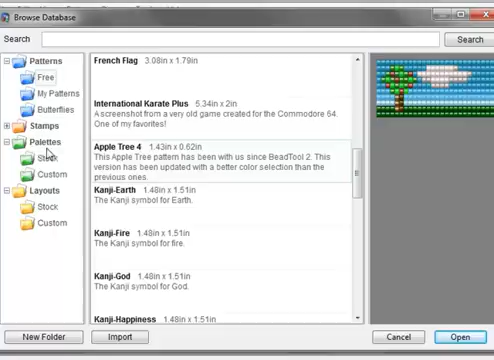 Browse Database
Search
Search
Patterns
Free
My Patterns
Butterflies
Stamps
Palettes
Stock
Custom
Layouts
Stock
Custom
French Flag 3.08in x 1.79in
International Karate Plus 5.34in x 2in
A screenshot from a very old game created for the Commodore 64.
One of my favorites!
Apple Tree 4 1.43in x 0.62in
This Apple Tree pattern has been with us since BeadTool 2. This
version has been updated with a better color selection than the
previous ones.
Kanji-Earth 1.48in x 1.51in
The Kanji symbol for Earth.
Kanji-Fire 1.48in x 1.51in
The Kanji symbol for fire.
Kanji-God 1.48in x 1.51in
The Kanji symbol for God.
Kanji-Happiness 1.48in x 1.51in
New Folder
Import
Cancel
Open